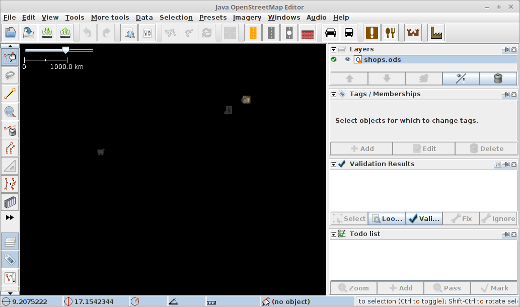 Java OpenStreetMap Editor
File Edit View Tools More tools Data Selection Presets Imagery Windows Audio Help
0 1000.0 km
Layers
shops.ods
Tags / Memberships
Select objects for which to change tags.
Add Edit Delete
Validation Results
Select Loo... Vali... Fix Ignore
Todo list
Zoom Add Pass Mark
9.2075222 17.1542344 (no object) to selection (Ctrl to toggle); Shift-Ctrl to rotate sel